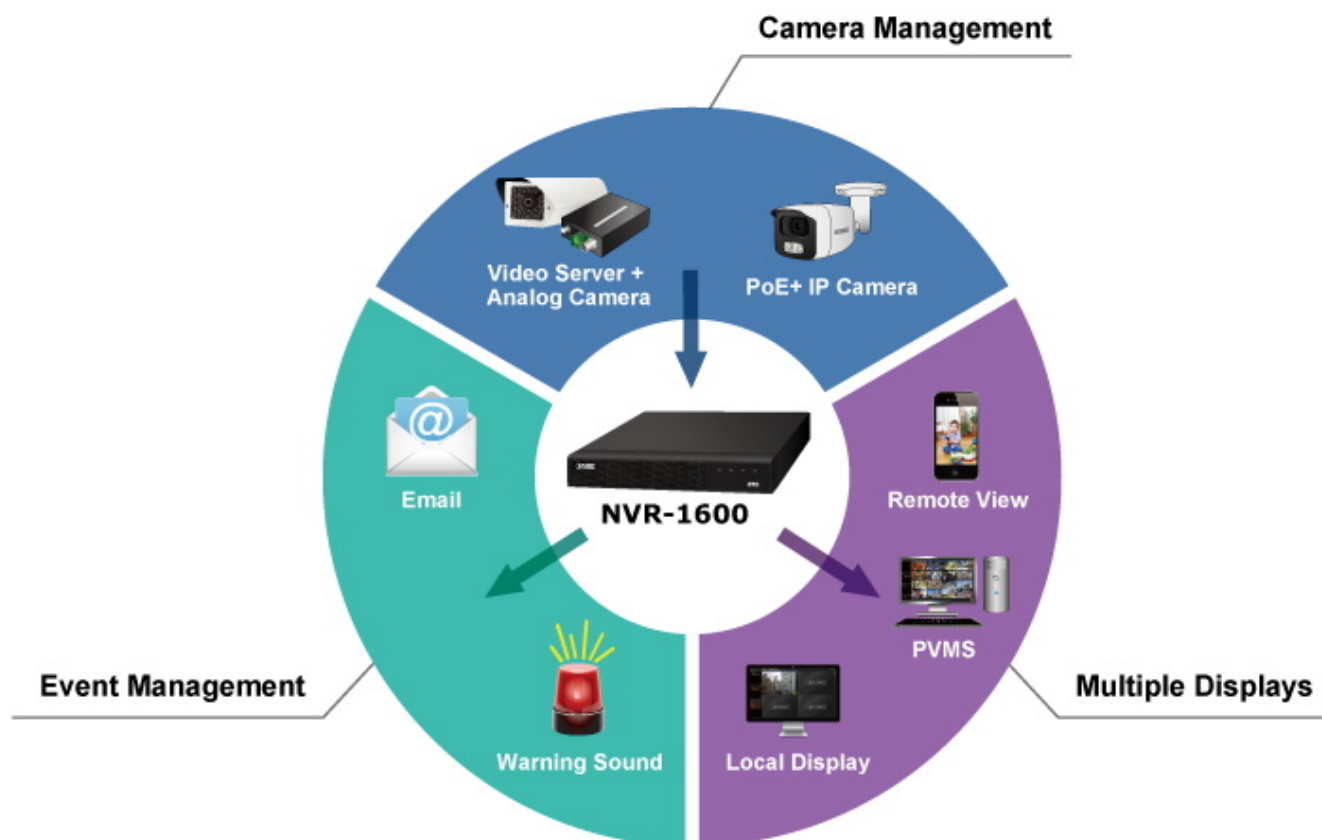 Camera Management
Video Server +
Analog Camera
PoE+ IP Camera
Email
NVR-1600
Remote View
PVMS
Event Management
Multiple Displays
Warning Sound
Local Display